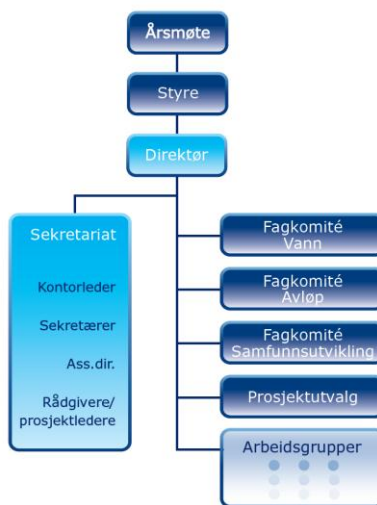 Årsmøte
Styre
Direktør
Sekretariat
Kontorleder
Sekretærer
Ass.dir.
Rådgivere/
prosjektledere
Fagkomité
Vann
Fagkomité
Avløp
Fagkomité
Samfunnsutvikling
Prosjektutvalg
Arbeidsgrupper